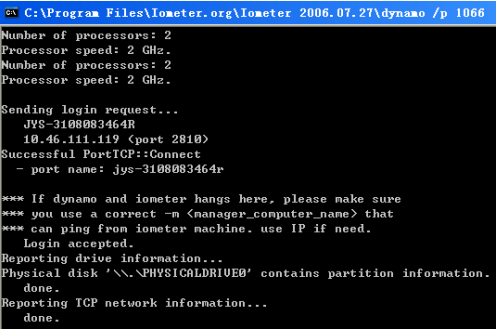 C:\Program Files\Iometer.org\Iometer 2006.07.27\dynamo /p 1066
Number of processors: 2
Processor speed: 2 GHz.
Number of processors: 2
Processor speed: 2 GHz.
Sending login request...
JYS-3108083464R
10.46.111.119 (port 2810)
Successful PortTCP::Connect
- port name: jys-3108083464r
*** If dynamo and iometer hangs here, please make sure
*** you use a correct -m <manager_computer_name> that
*** can ping from iometer machine. use IP if need.
Login accepted.
Reporting drive information...
Physical disk '\\.\PHYSICALDRIVE0' contains partition information.
done.
Reporting TCP network information...
done.